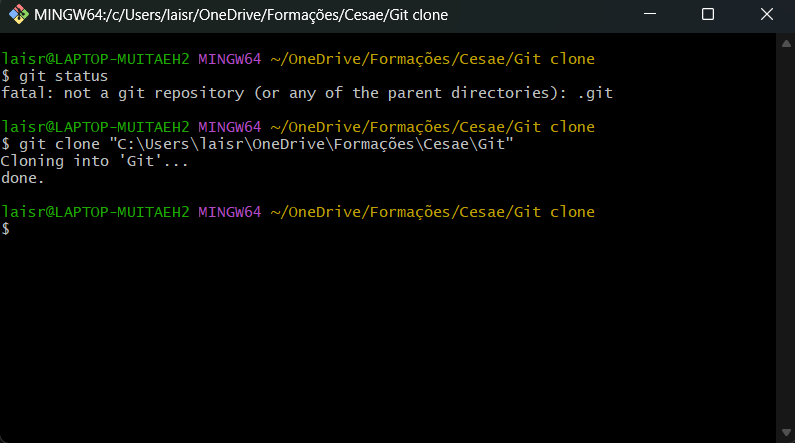 MINGW64:/c/Users/laisr/OneDrive/Formações/Cesae/Git clone
laisr@LAPTOP-MUITAEH2 MINGW64 ~/OneDrive/Formações/Cesae/Git clone
$ git status
fatal: not a git repository (or any of the parent directories): .git
laisr@LAPTOP-MUITAEH2 MINGW64 ~/OneDrive/Formações/Cesae/Git clone
$ git clone "C:\Users\laisr\OneDrive\Formações\Cesae\Git"
Cloning into 'Git'...
done.
laisr@LAPTOP-MUITAEH2 MINGW64 ~/OneDrive/Formações/Cesae/Git clone
$